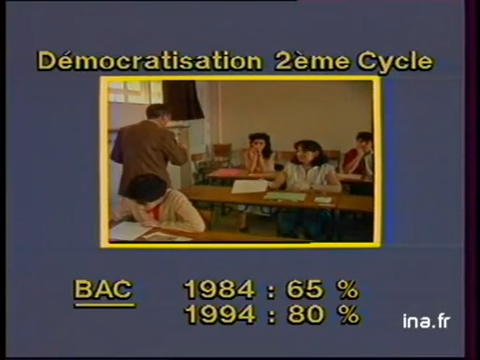 Démocratisation 2ème Cycle
BAC 1984 : 65 %
1994 : 80 %
ina.fr